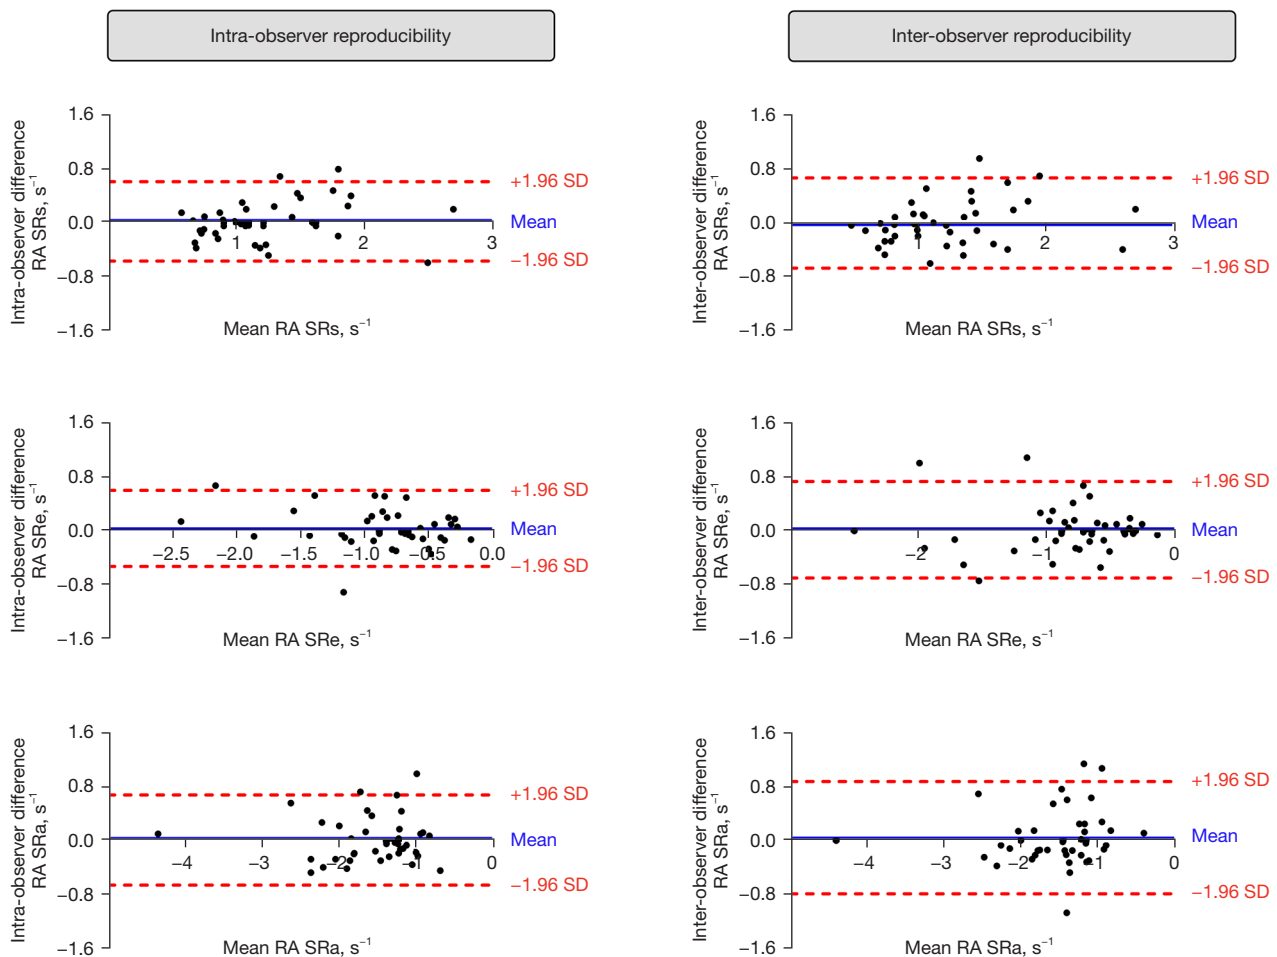 Intra-observer reproducibility
Inter-observer reproducibility
Intra-observer difference
RA SRs, s⁻¹
1.6
0.8
0.0
−0.8
−1.6
1
2
3
+1.96 SD
Mean
−1.96 SD
Mean RA SRs, s⁻¹
Inter-observer difference
RA SRs, s⁻¹
1.6
0.8
0.0
−0.8
−1.6
1
2
3
+1.96 SD
Mean
−1.96 SD
Mean RA SRs, s⁻¹
Intra-observer difference
RA SRe, s⁻¹
1.6
0.8
0.0
−0.8
−1.6
−2.5
−2.0
−1.5
−1.0
−0.5
0.0
+1.96 SD
Mean
−1.96 SD
Mean RA SRe, s⁻¹
Inter-observer difference
RA SRe, s⁻¹
1.6
0.8
0.0
−0.8
−1.6
−2
−1
0
+1.96 SD
Mean
−1.96 SD
Mean RA SRe, s⁻¹
Intra-observer difference
RA SRa, s⁻¹
1.6
0.8
0.0
−0.8
−1.6
−4
−3
−2
−1
0
+1.96 SD
Mean
−1.96 SD
Mean RA SRa, s⁻¹
Inter-observer difference
RA SRa, s⁻¹
1.6
0.8
0.0
−0.8
−1.6
−4
−3
−2
−1
0
+1.96 SD
Mean
−1.96 SD
Mean RA SRa, s⁻¹